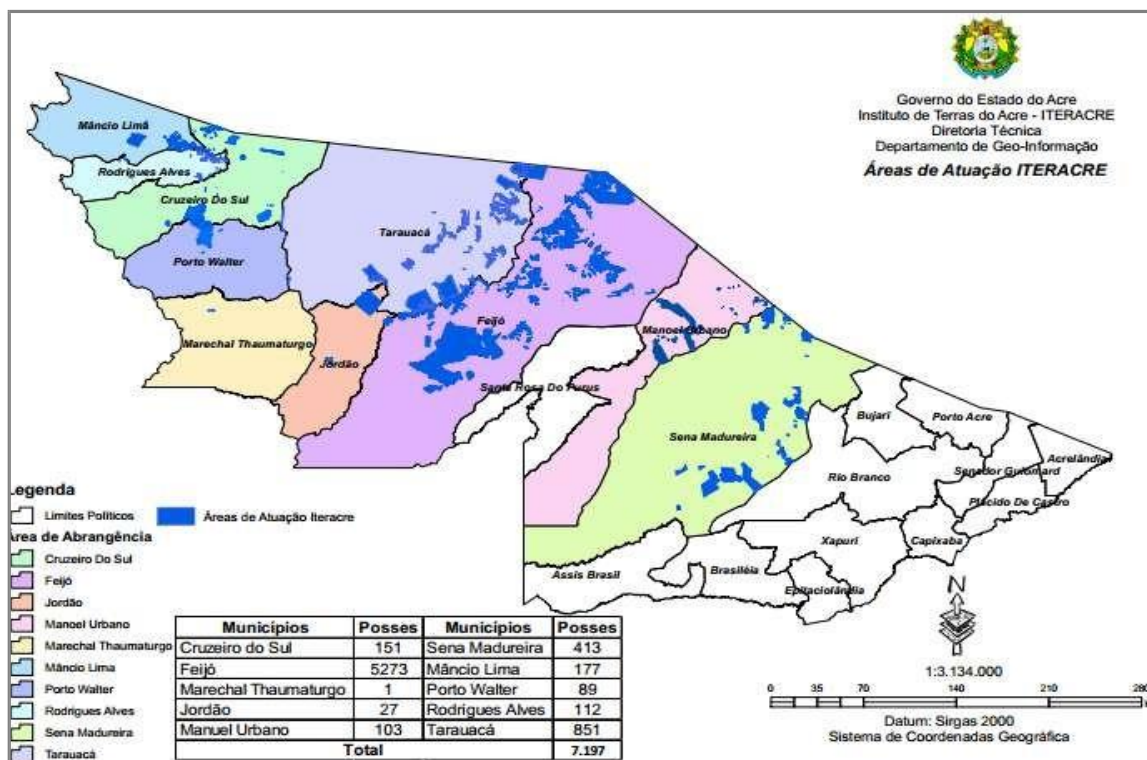 Governo do Estado do Acre
Instituto de Terras do Acre - ITERACRE
Diretoria Técnica
Departamento de Geo-Informação
Áreas de Atuação ITERACRE
Mâncio Limâ
Rodrigues Alves
Cruzeiro Do Sul
Tarauacá
Porto Walter
Feijó
Manoel Urbano
Marechal Thaumaturgo
Jordão
Santa Rosa Do Purus
Bujari
Porto Acre
Sena Madureira
Acrelândia
Rio Branco
Senador Guiomard
Plácido De Castro
Xapuri
Capixaba
Assis Brasil
Brasiléia
Epitaciolândia
Legenda
Limites Políticos
Áreas de Atuação Iteracre
Área de Abrangência
Cruzeiro Do Sul
Feijó
Jordão
Manoel Urbano
Marechal Thaumaturgo
Mâncio Lima
Porto Walter
Rodrigues Alves
Sena Madureira
Tarauacá
Municípios Posses Municípios Posses
Cruzeiro do Sul 151 Sena Madureira 413
Feijó 5273 Mâncio Lima 177
Marechal Thaumaturgo 1 Porto Walter 89
Jordão 27 Rodrigues Alves 112
Manuel Urbano 103 Tarauacá 851
Total 7.197
N
1:3.134.000
0 35 70 140 210 280
Datum: Sirgas 2000
Sistema de Coordenadas Geográfica